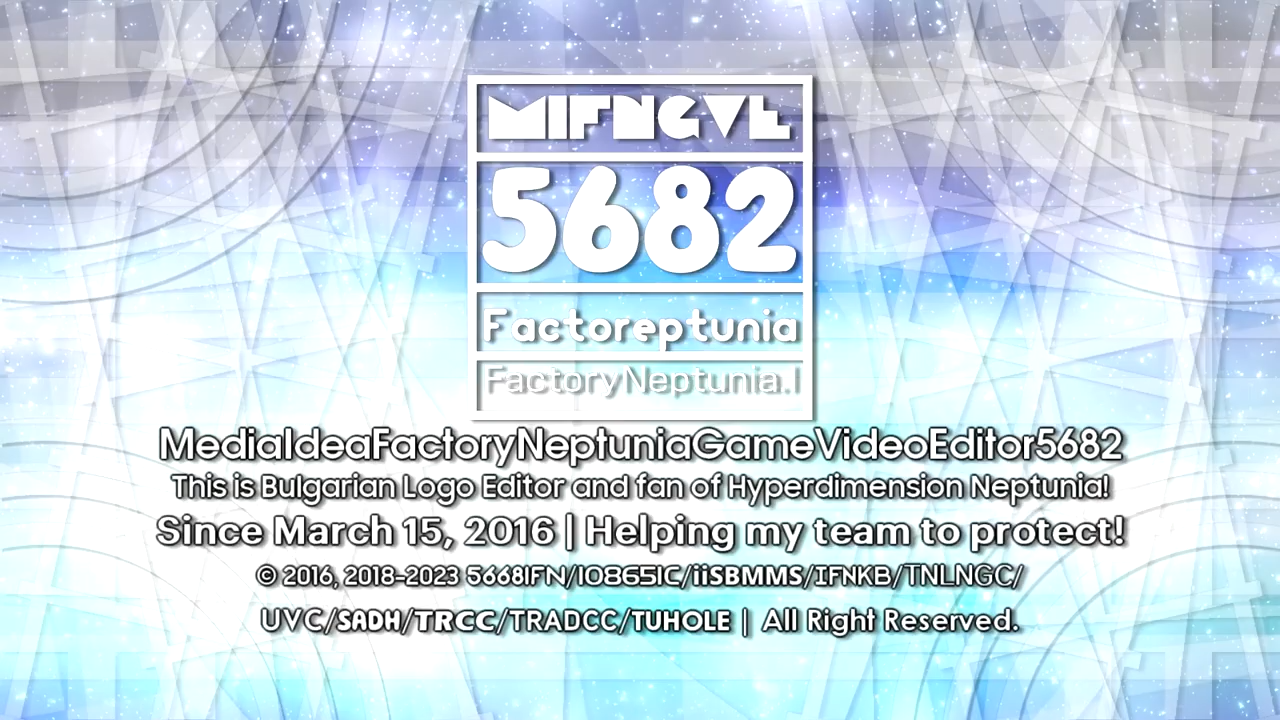 MIFNGVE
5682
Factoreptunia
FactoryNeptunia.I
MediaIdeaFactoryNeptuniaGameVideoEditor5682
This is Bulgarian Logo Editor and fan of Hyperdimension Neptunia!
Since March 15, 2016 | Helping my team to protect!
© 2016, 2018-2023 5668IFN/IO865IC/iiSBMMS/IFNKB/TNLNGC/
UVC/SADH/TRCC/TRADCC/TUHOLE | All Right Reserved.